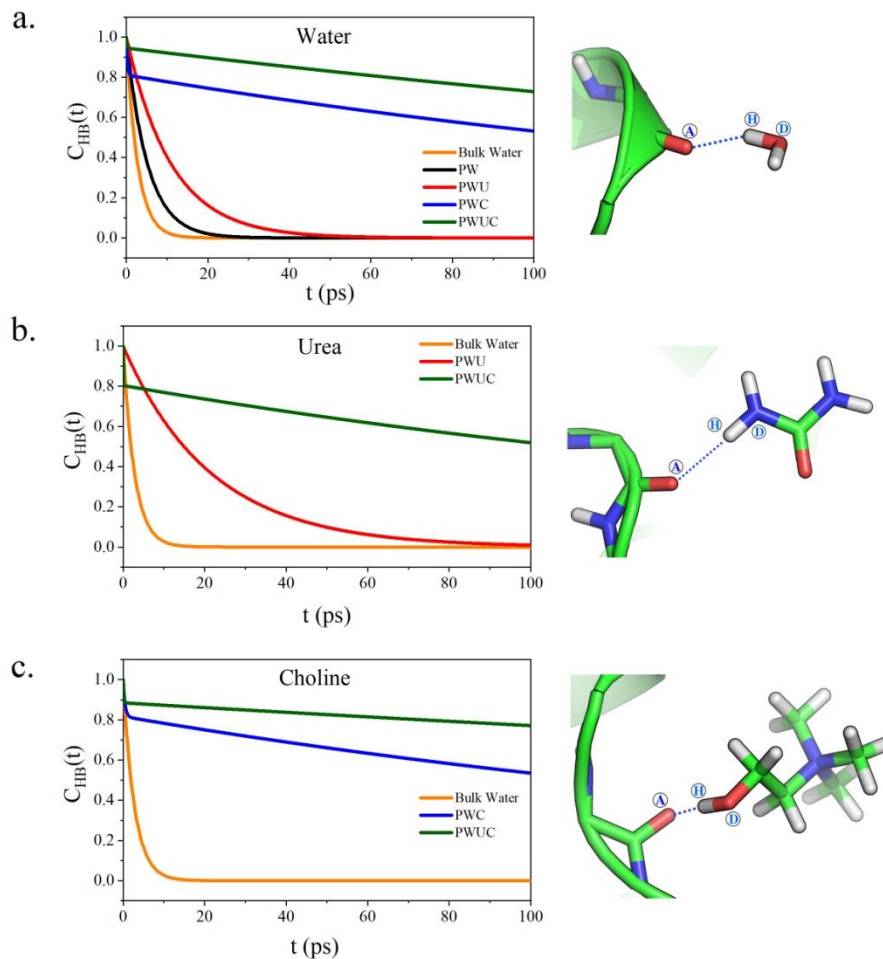 a.
Water
C_HB(t)
1.0
0.8
0.6
0.4
0.2
0.0
Bulk Water
PW
PWU
PWC
PWUC
0 20 40 60 80 100
t (ps)
A H D
b.
Urea
C_HB(t)
1.0
0.8
0.6
0.4
0.2
0.0
Bulk Water
PWU
PWUC
0 20 40 60 80 100
t (ps)
H D
A
c.
Choline
C_HB(t)
1.0
0.8
0.6
0.4
0.2
0.0
Bulk Water
PWC
PWUC
0 20 40 60 80 100
t (ps)
A H D